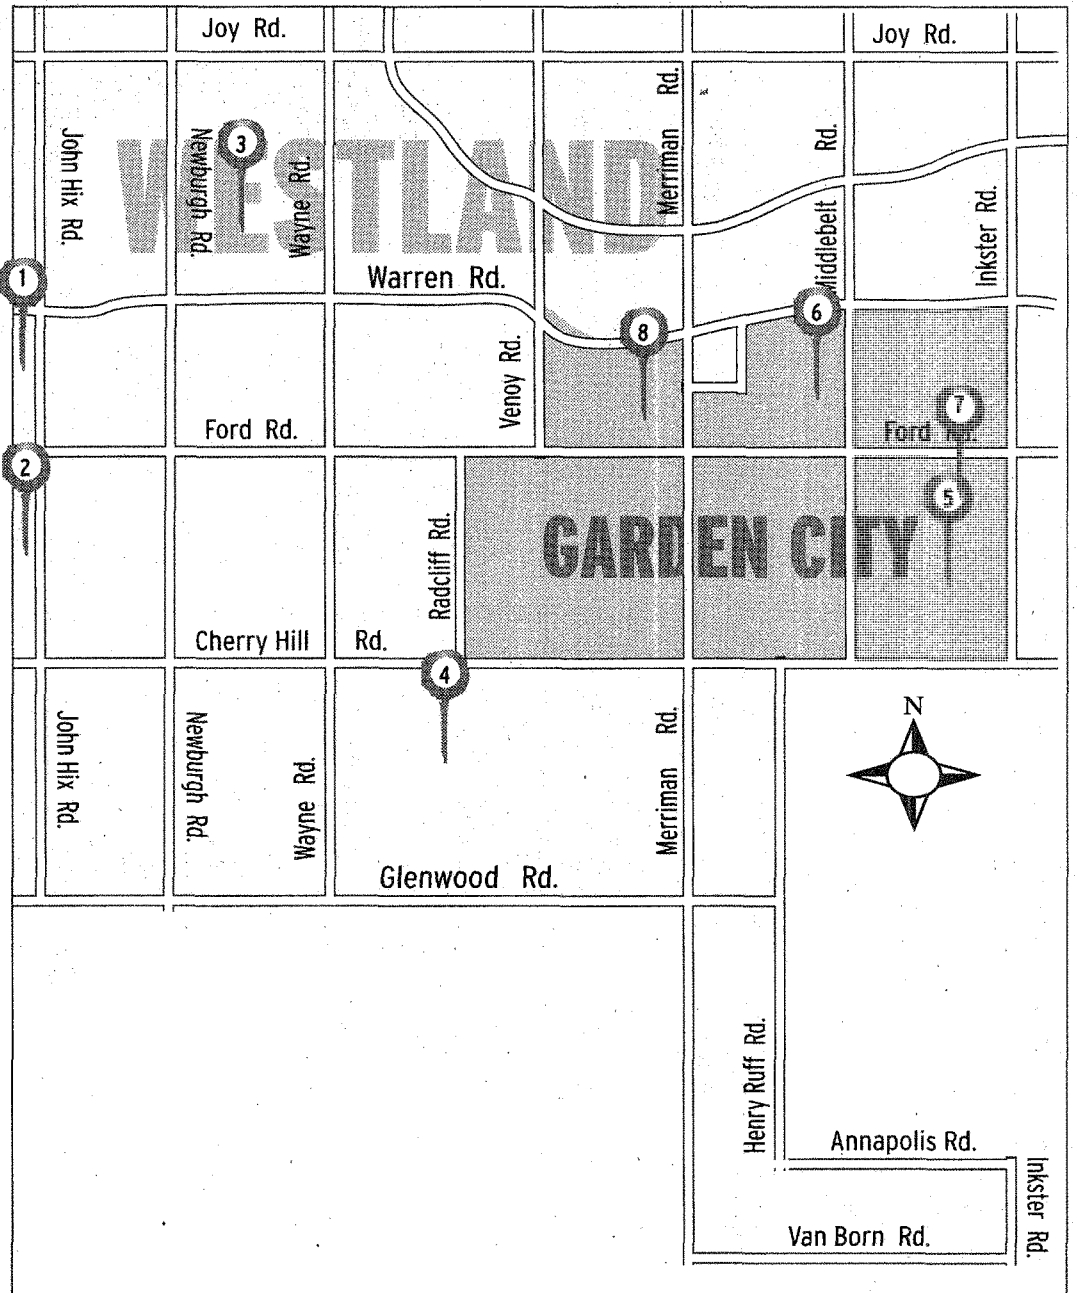 Joy Rd.
Joy Rd.
Merriman Rd.
Middlebelt Rd.
John Hix Rd.
Newburgh Rd.
3
WESTLAND
Wayne Rd.
Inkster Rd.
1
Warren Rd.
6
8
Venoy Rd.
7
Ford Rd.
Ford Rd.
2
5
Radcliff Rd.
GARDEN CITY
Cherry Hill Rd.
4
N
John Hix Rd.
Newburgh Rd.
Wayne Rd.
Merriman Rd.
Glenwood Rd.
Henry Ruff Rd.
Annapolis Rd.
Inkster Rd.
Van Born Rd.